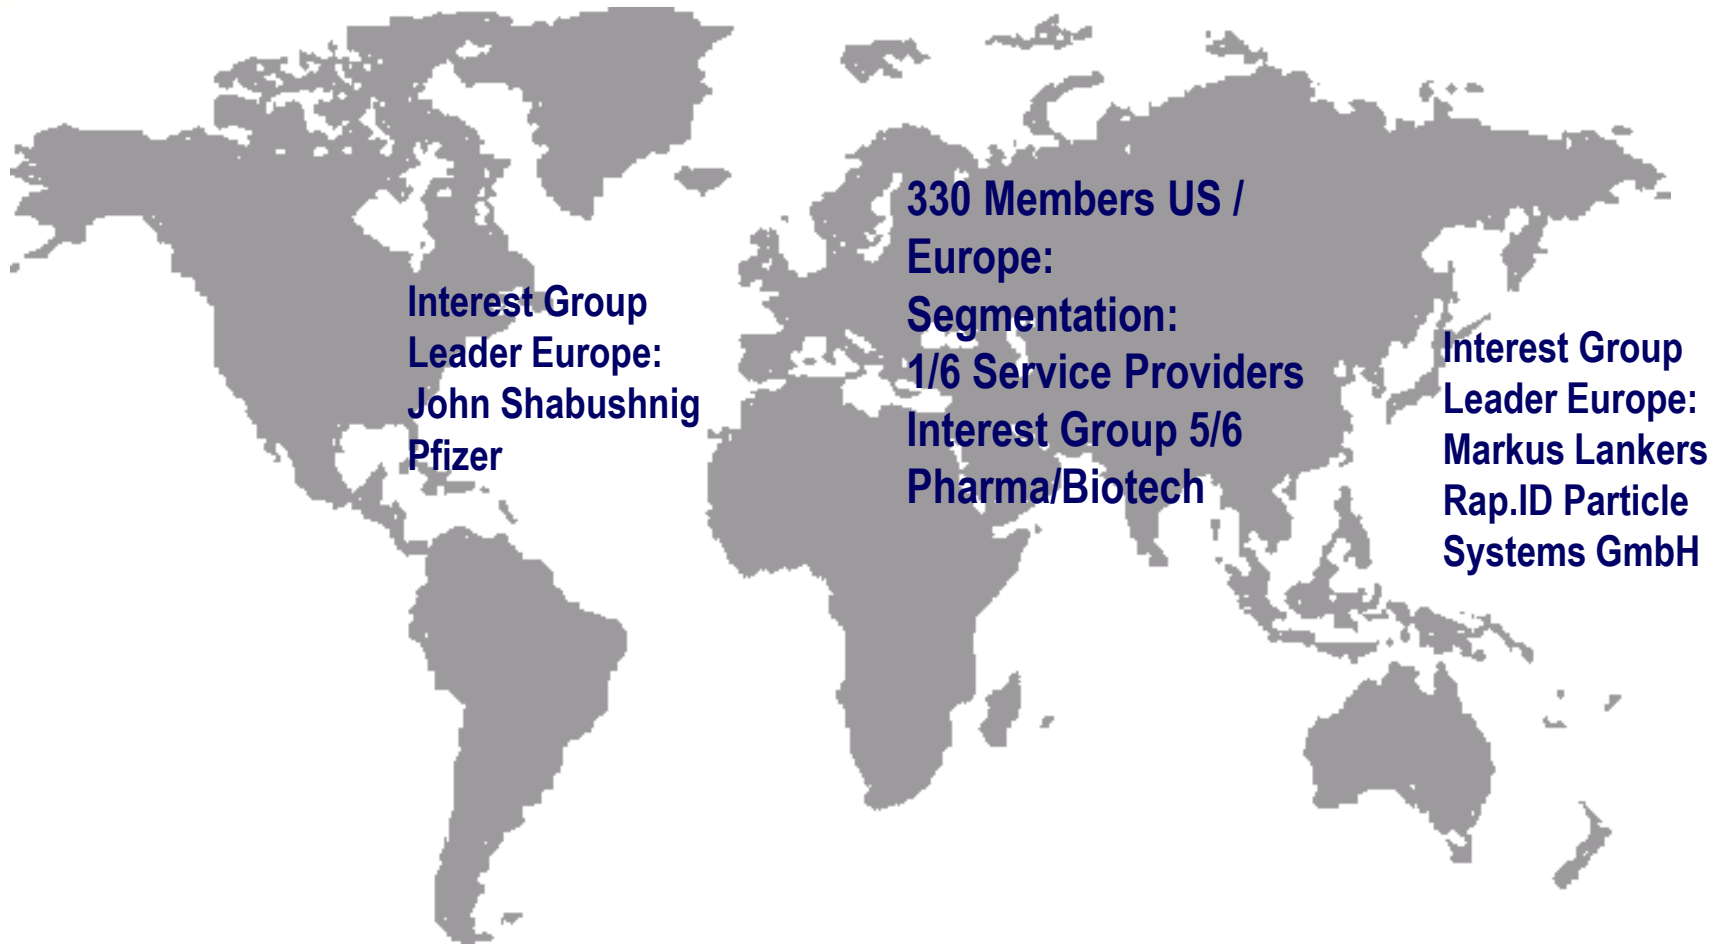 Interest Group
Leader Europe:
John Shabushnig
Pfizer
330 Members US /
Europe:
Segmentation:
1/6 Service Providers
Interest Group 5/6
Pharma/Biotech
Interest Group
Leader Europe:
Markus Lankers
Rap.ID Particle
Systems GmbH